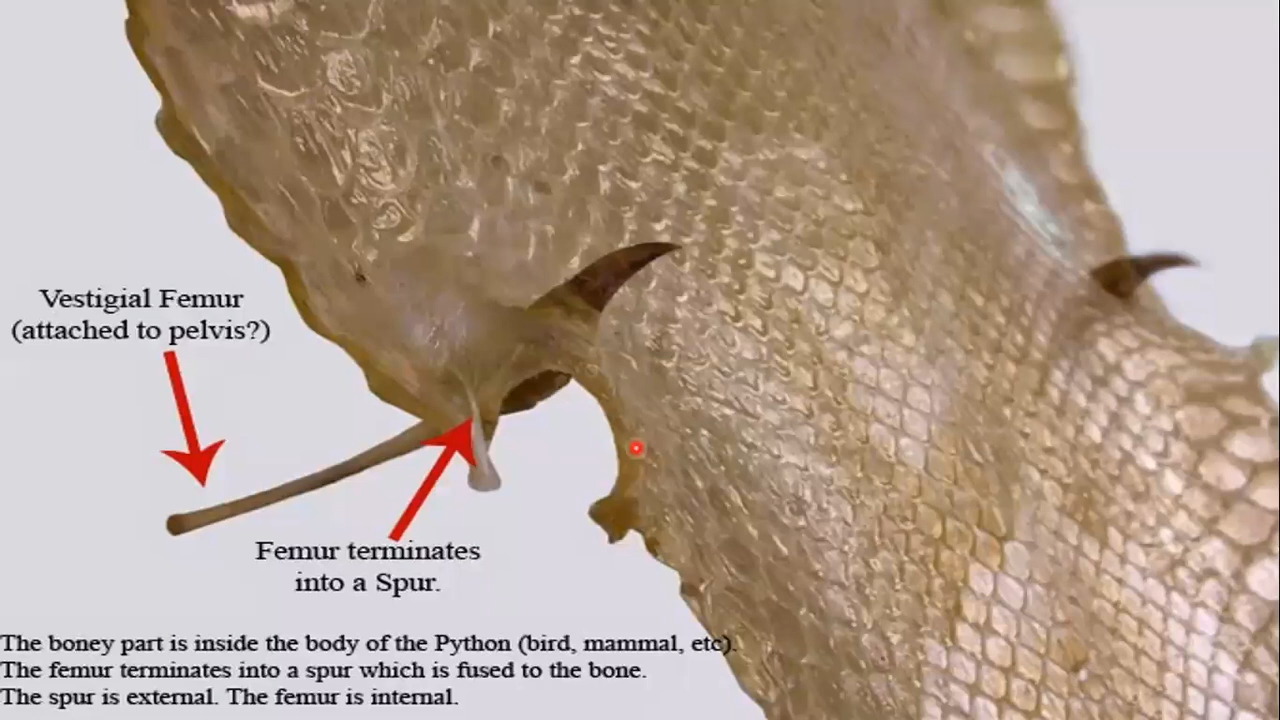 Vestigial Femur
(attached to pelvis?)
Femur terminates
into a Spur.
The boney part is inside the body of the Python (bird, mammal, etc).
The femur terminates into a spur which is fused to the bone.
The spur is external. The femur is internal.